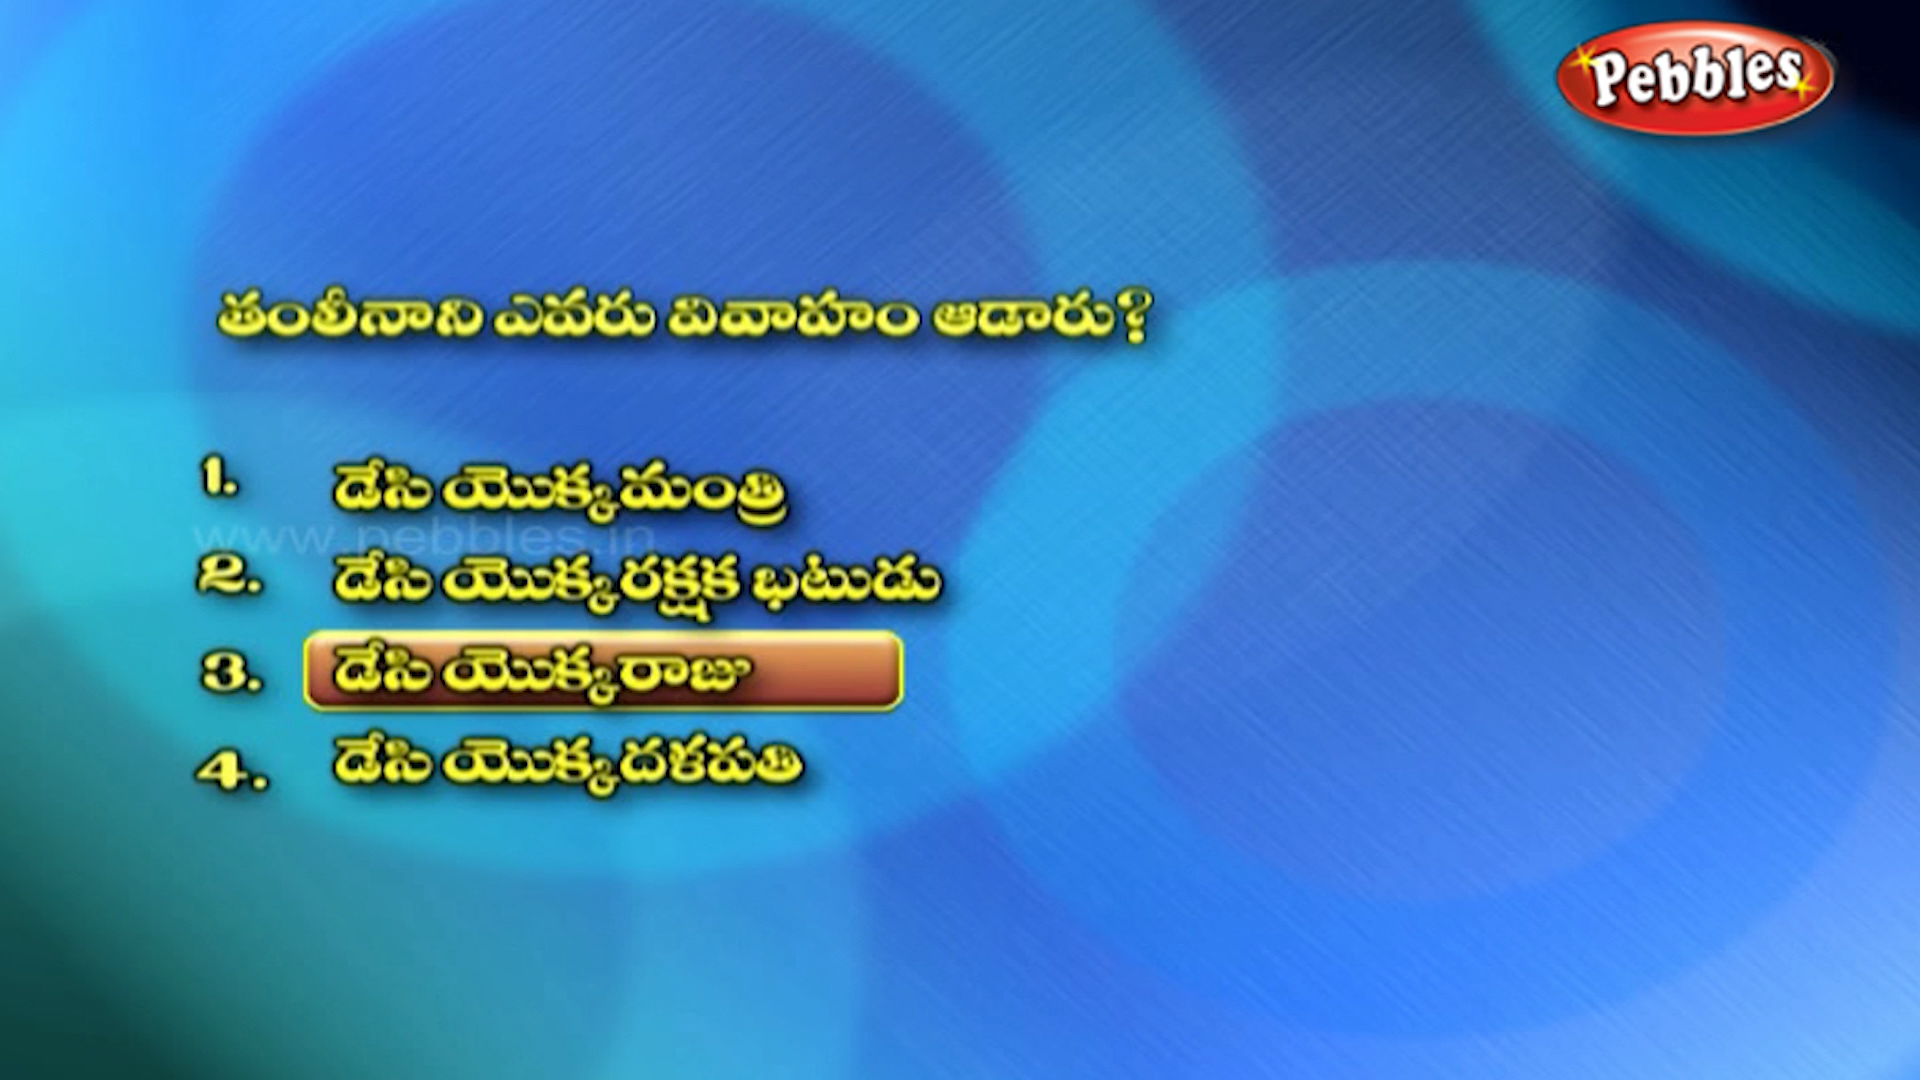 Pebbles
తంతీనాని ఎవరు వివాహం ఆడారు?
1. డేసి యొక్క మంత్రి
www.pebbles.in
2. డేసి యొక్క రక్షక భటుడు
3. డేసి యొక్క రాజు
4. డేసి యొక్క దళపతి